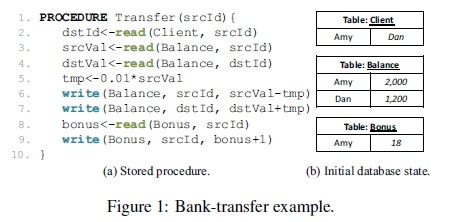 1. PROCEDURE Transfer(srcId){
2. dstId<-read(Client, srcId)
3. srcVal<-read(Balance, srcId)
4. dstVal<-read(Balance, dstId)
5. tmp<-0.01*srcVal
6. write(Balance, srcId, srcVal-tmp)
7. write(Balance, dstId, dstVal+tmp)
8. bonus<-read(Bonus, srcId)
9. write(Bonus, srcId, bonus+1)
10. }
(a) Stored procedure.
Table: Client
Amy Dan
Table: Balance
Amy 2,000
Dan 1,200
Table: Bonus
Amy 18
(b) Initial database state.
Figure 1: Bank-transfer example.